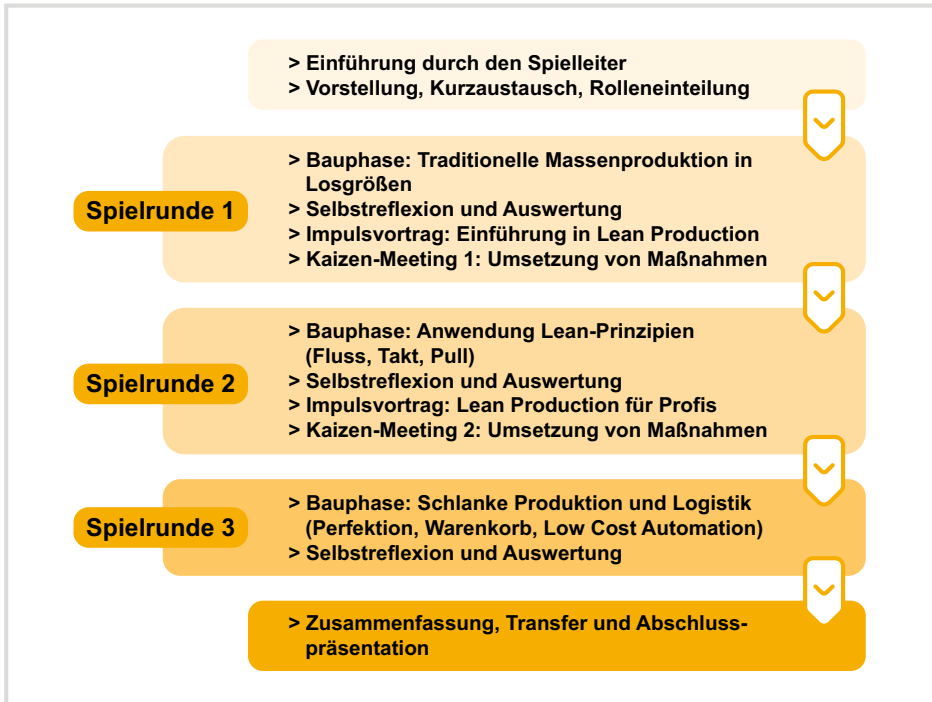 > Einführung durch den Spielleiter
> Vorstellung, Kurzaustausch, Rolleneinteilung
Spielrunde 1
> Bauphase: Traditionelle Massenproduktion in
Losgrößen
> Selbstreflexion und Auswertung
> Impulsvortrag: Einführung in Lean Production
> Kaizen-Meeting 1: Umsetzung von Maßnahmen
Spielrunde 2
> Bauphase: Anwendung Lean-Prinzipien
(Fluss, Takt, Pull)
> Selbstreflexion und Auswertung
> Impulsvortrag: Lean Production für Profis
> Kaizen-Meeting 2: Umsetzung von Maßnahmen
Spielrunde 3
> Bauphase: Schlanke Produktion und Logistik
(Perfektion, Warenkorb, Low Cost Automation)
> Selbstreflexion und Auswertung
> Zusammenfassung, Transfer und Abschluss-
präsentation